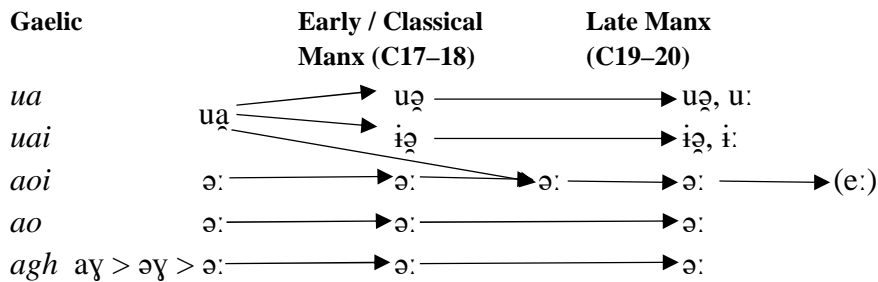 Gaelic Early / Classical Late Manx
Manx (C17–18) (C19–20)
ua uə̯ uə̯, uː
ua̯
uai ɨə̯ ɨə̯, ɨː
aoi əː əː əː əː (eː)
ao əː əː əː
agh aɣ > əɣ > əː əː əː